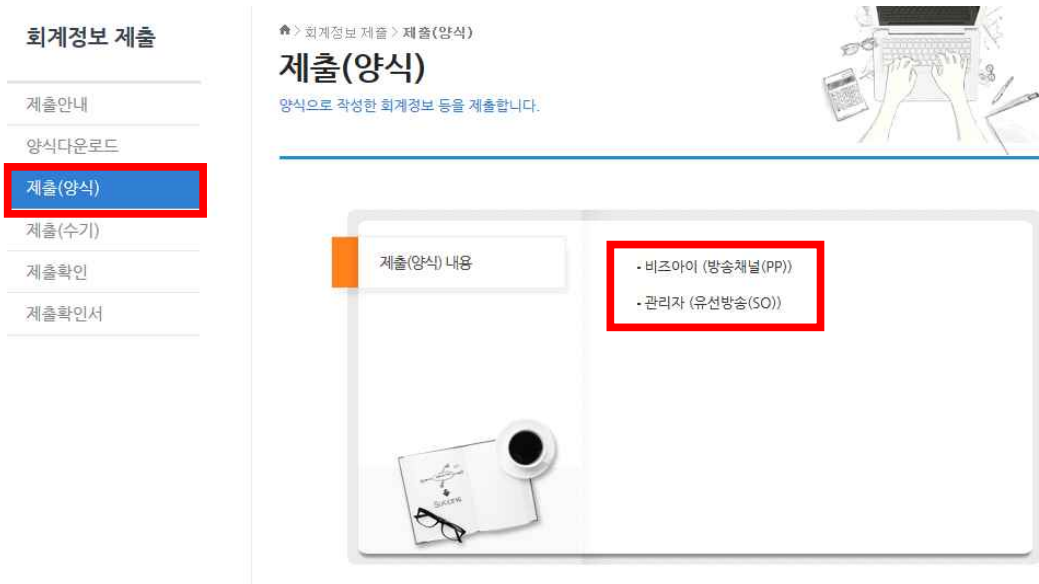 회계정보 제출
제출안내
양식다운로드
제출(양식)
제출(수기)
제출확인
제출확인서
> 회계정보 제출 > 제출(양식)
제출(양식)
양식으로 작성한 회계정보 등을 제출합니다.
제출(양식) 내용
- 비즈아이 (방송채널(PP))
- 관리자 (유선방송(SO))
Success